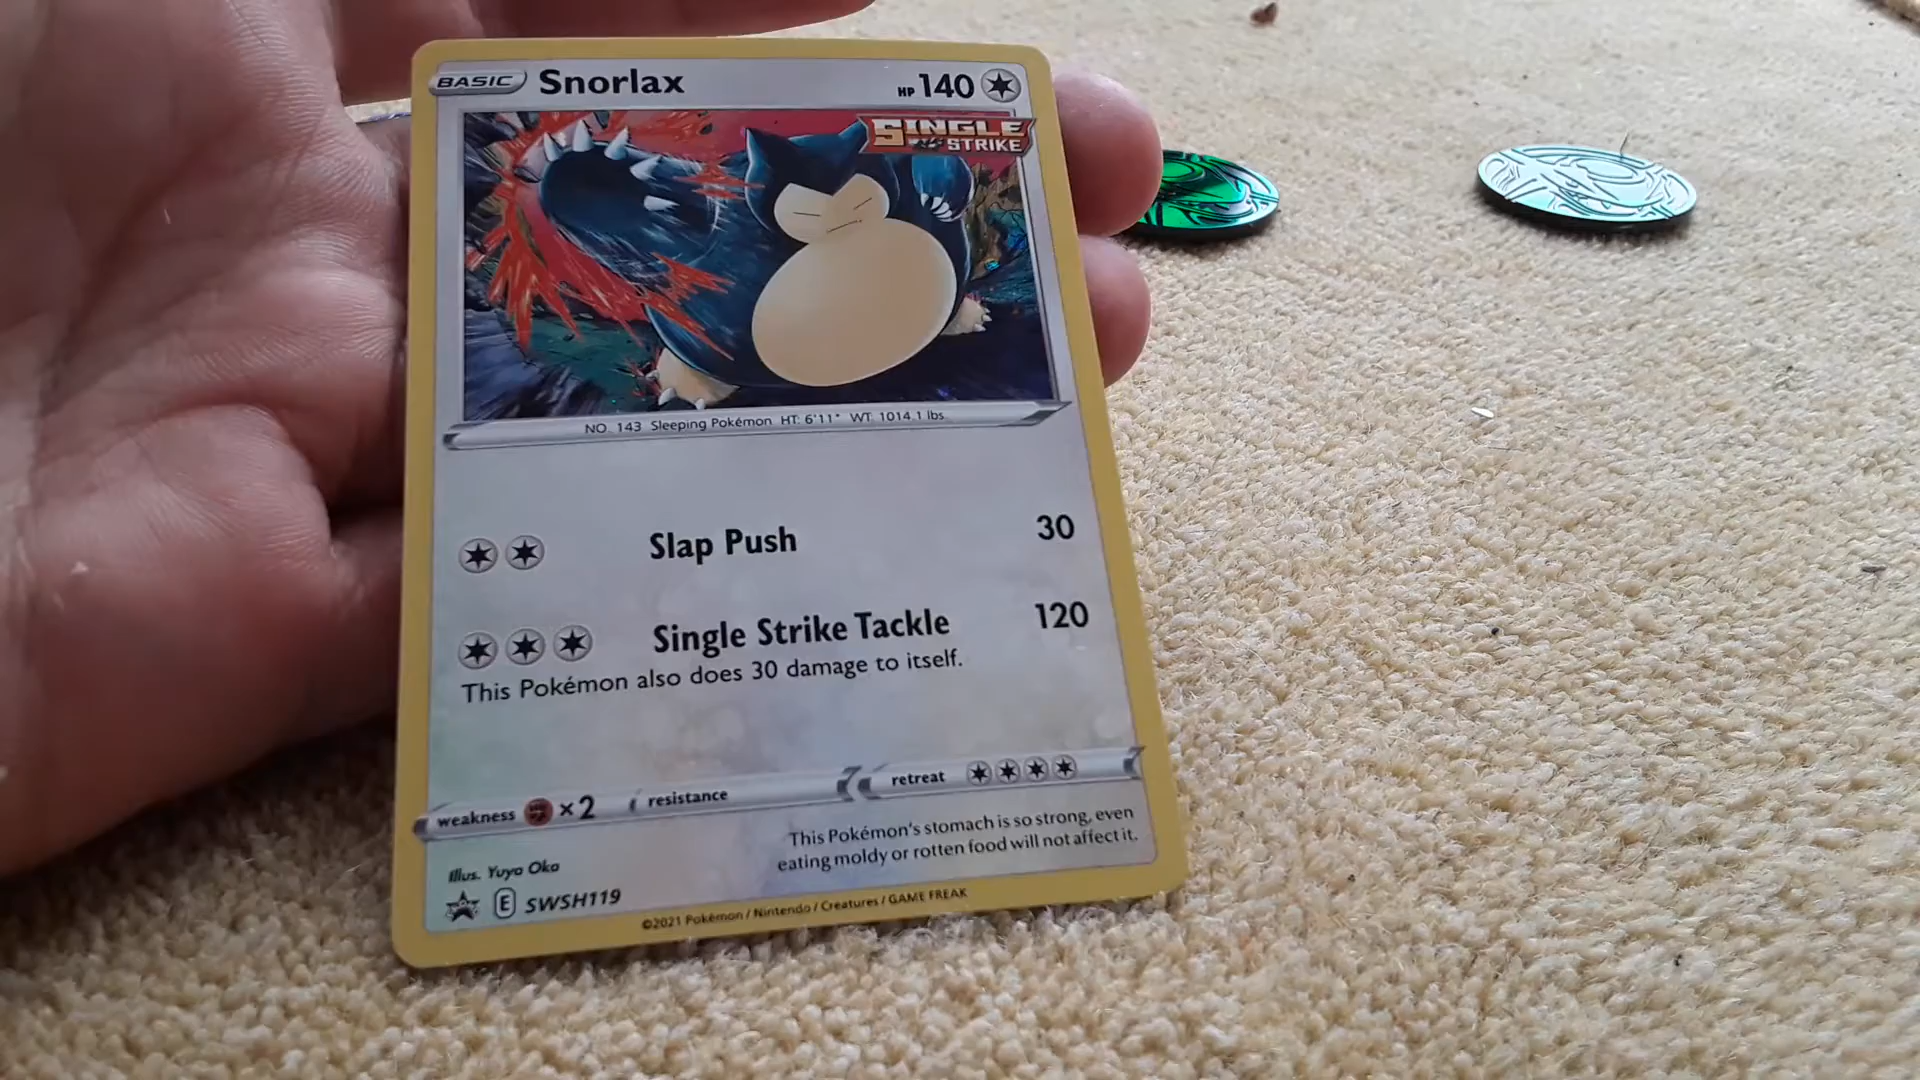 BASIC Snorlax HP 140
SINGLE
STRIKE
NO. 143 Sleeping Pokémon HT: 6'11" WT: 1014.1 lbs.
Slap Push 30
Single Strike Tackle 120
This Pokémon also does 30 damage to itself.
weakness ×2 resistance retreat
This Pokémon's stomach is so strong, even
eating moldy or rotten food will not affect it.
Illus. Yuya Oka
E SWSH119
©2021 Pokémon / Nintendo / Creatures / GAME FREAK